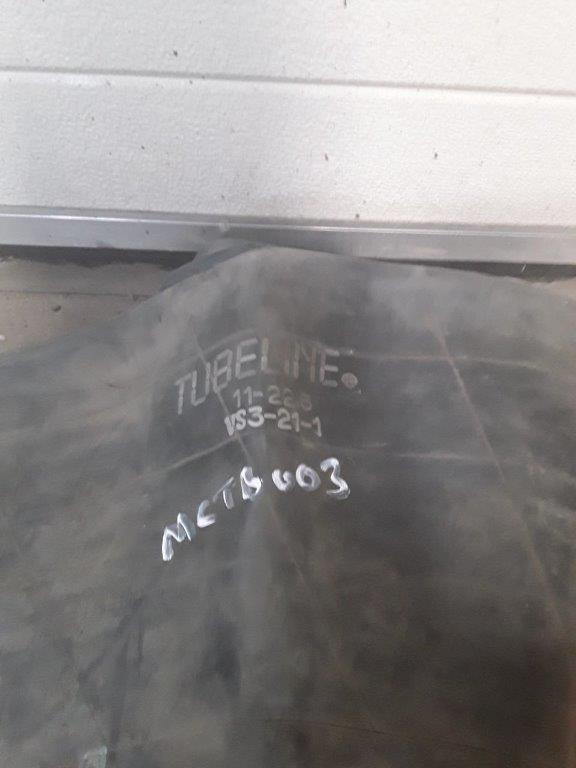 TUBELINE.
11-22.5
VS3-21-1
MCTB003